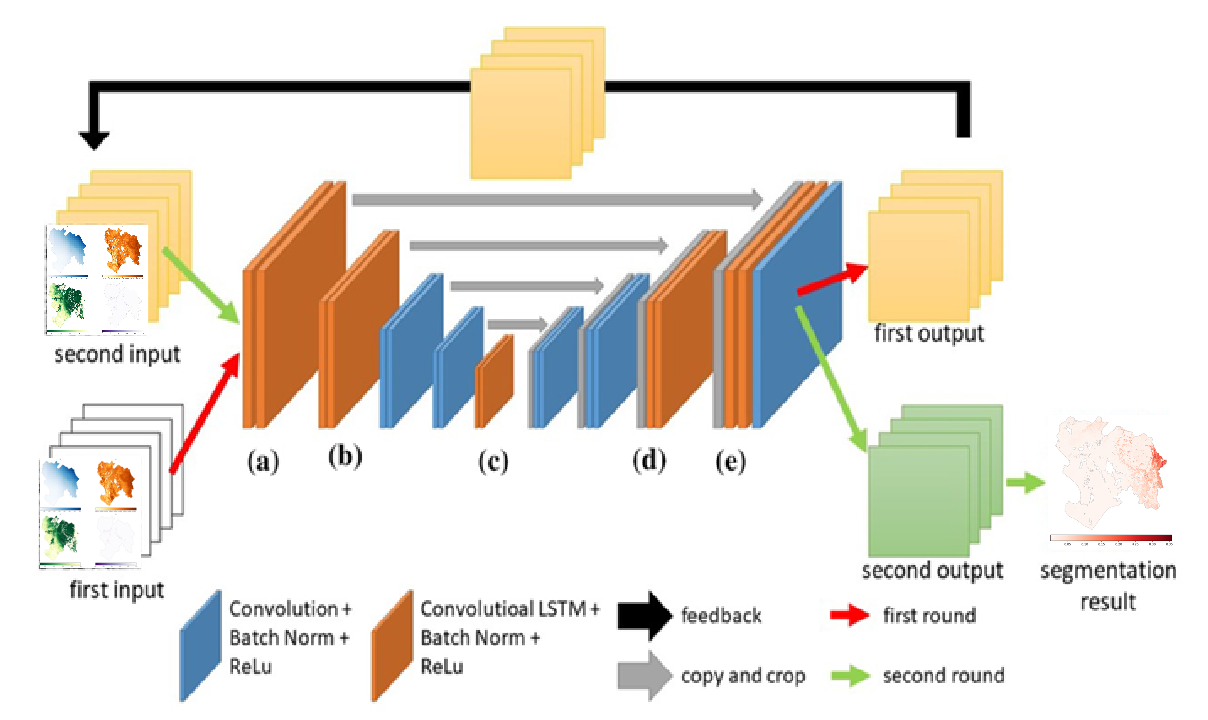 second input
first output
(a)
(b)
(c)
(d)
(e)
first input
second output
segmentation
result
Convolution +
Batch Norm +
ReLu
Convolutioal LSTM +
Batch Norm +
ReLu
feedback
first round
copy and crop
second round